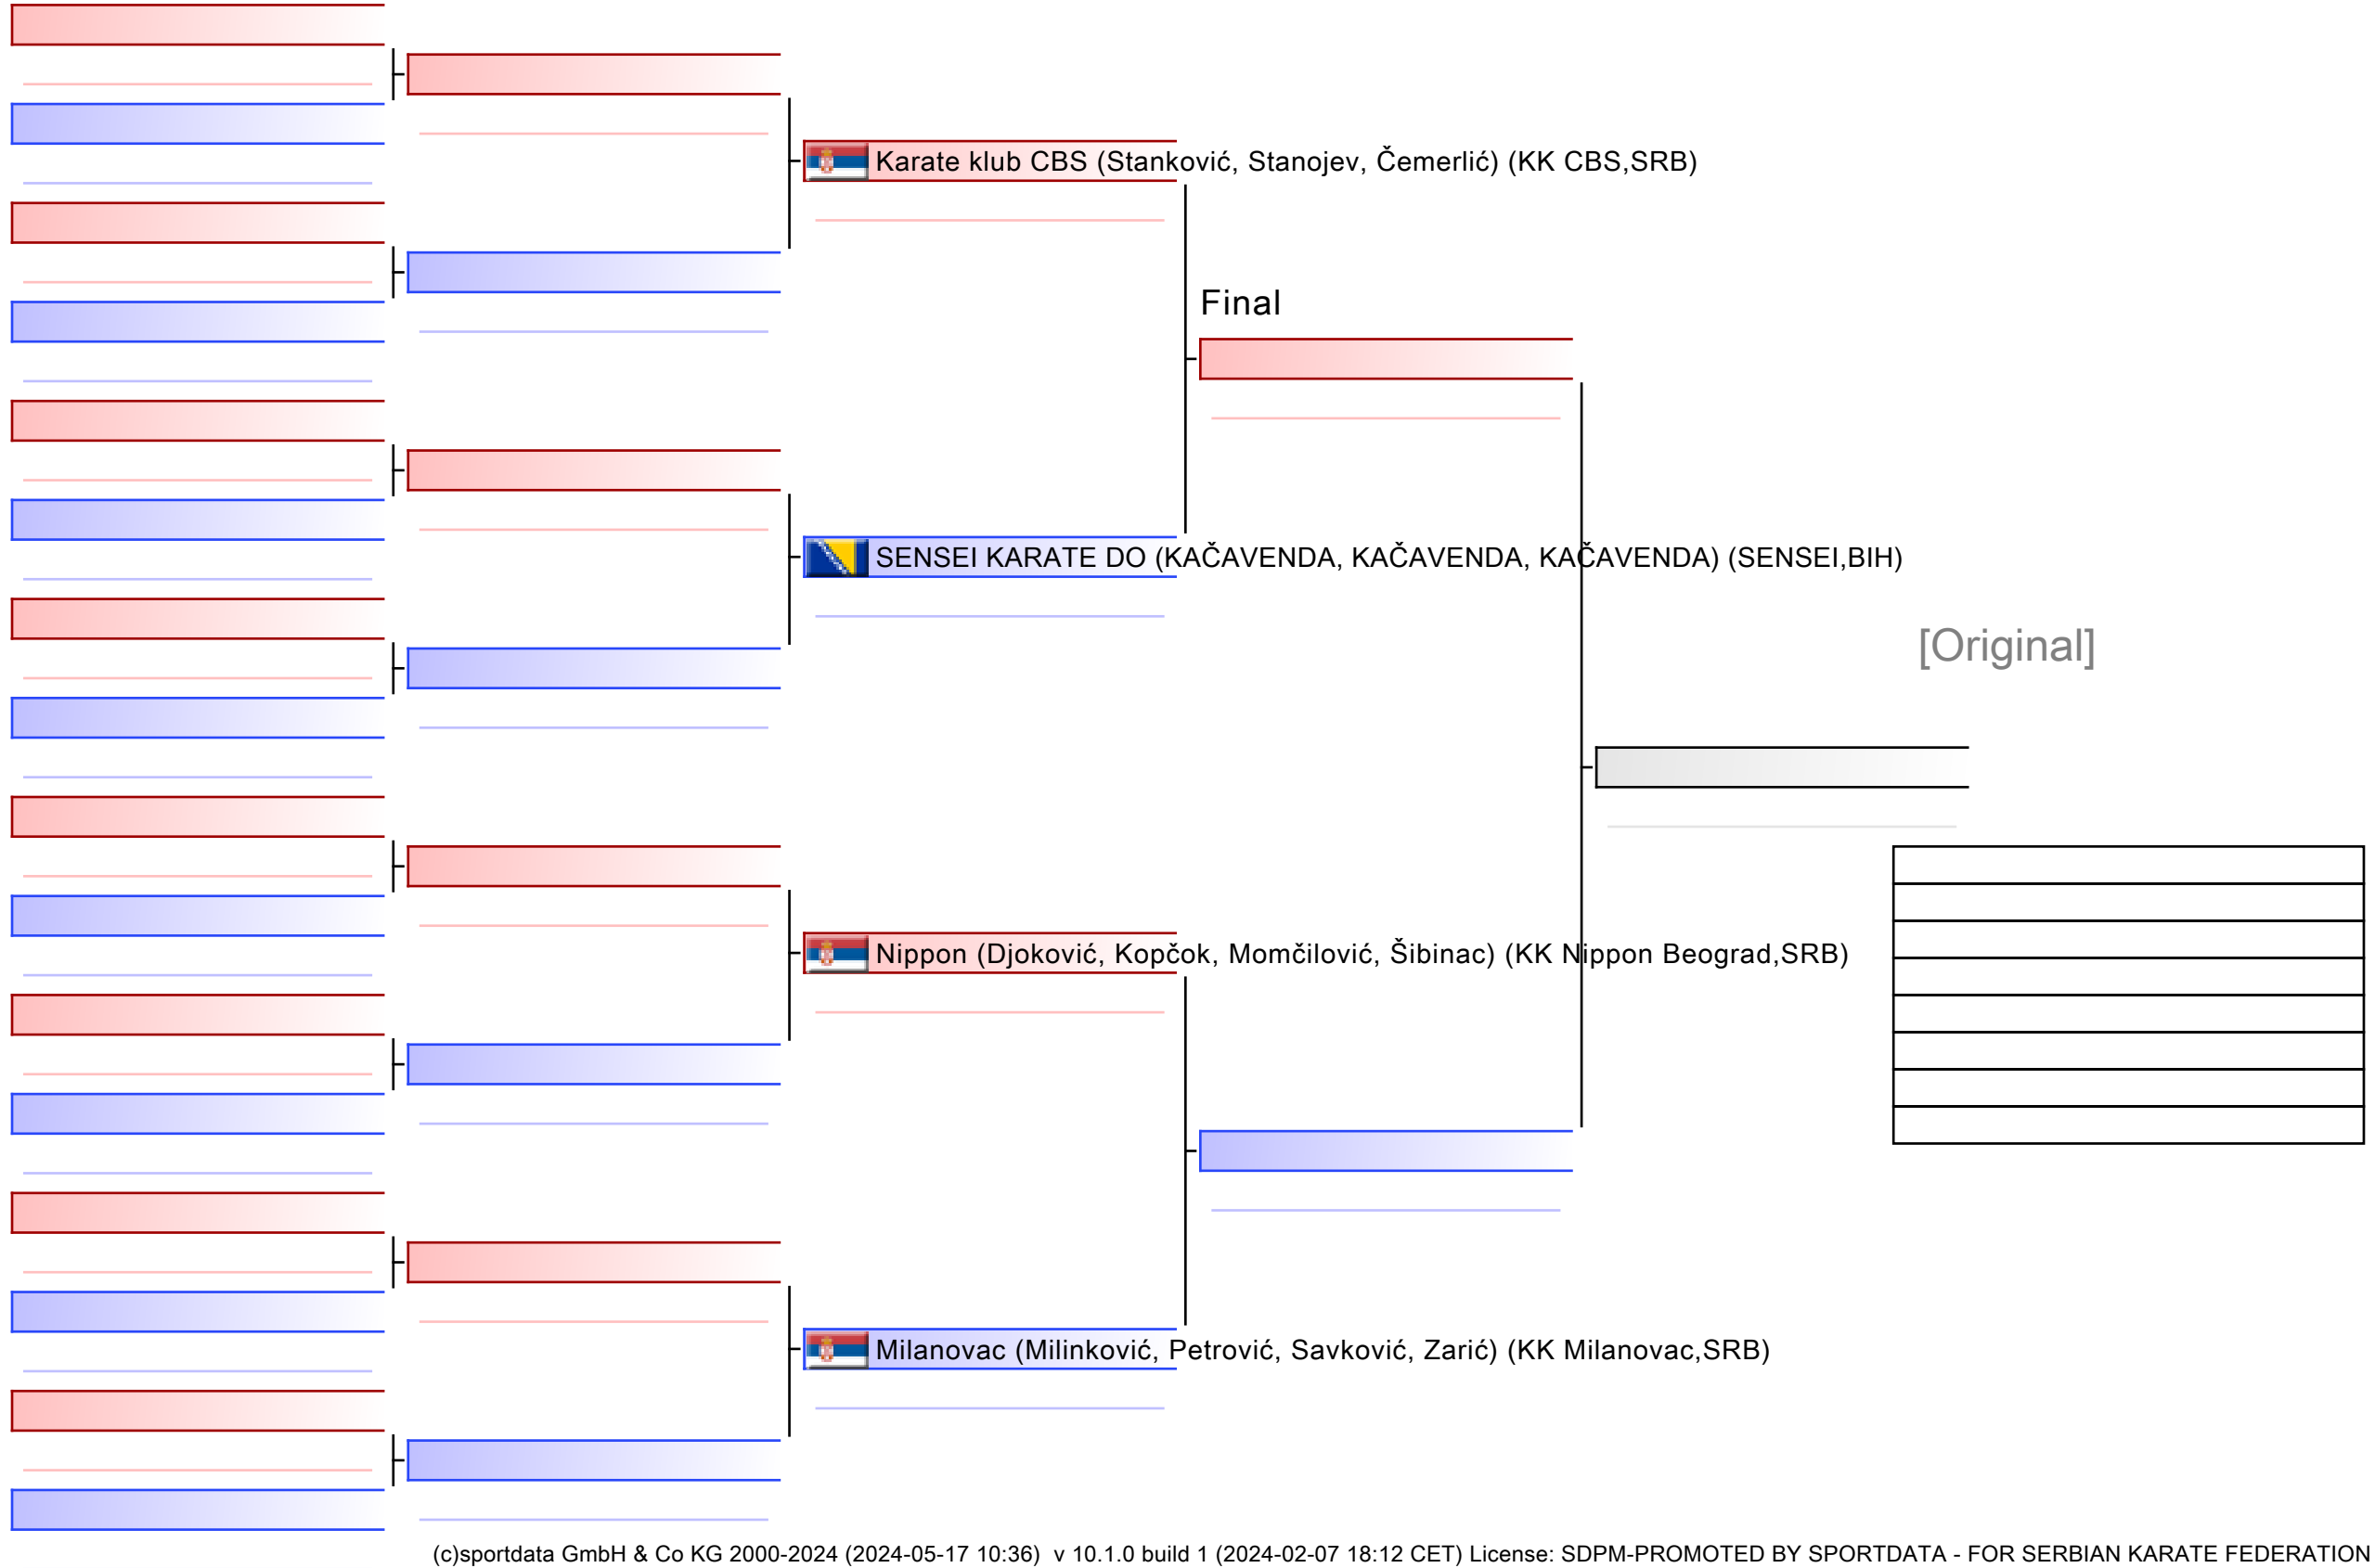 Karate klub CBS (Stanković, Stanojev, Čemerlić) (KK CBS,SRB)
Final
SENSEI KARATE DO (KAČAVENDA, KAČAVENDA, KAČAVENDA) (SENSEI,BIH)
[Original]
Nippon (Djoković, Kopčok, Momčilović, Šibinac) (KK Nippon Beograd,SRB)
Milanovac (Milinković, Petrović, Savković, Zarić) (KK Milanovac,SRB)
(c)sportdata GmbH & Co KG 2000-2024 (2024-05-17 10:36)  v 10.1.0 build 1 (2024-02-07 18:12 CET) License: SDPM-PROMOTED BY SPORTDATA - FOR SERBIAN KARATE FEDERATION